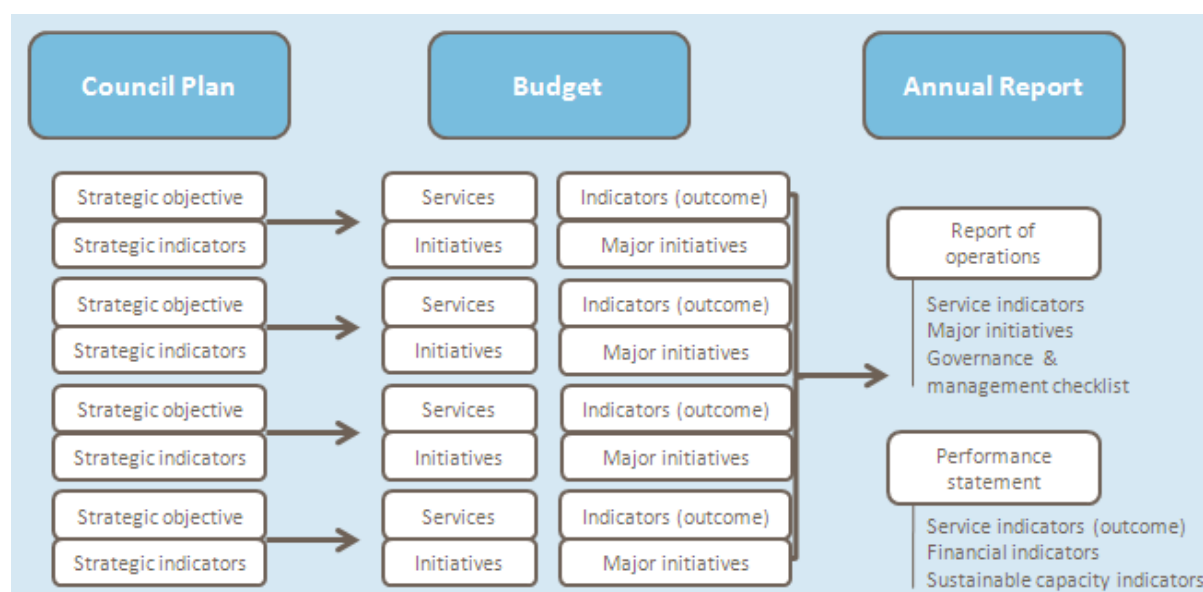 Council Plan
Budget
Annual Report
Strategic objective
Strategic indicators
Services
Initiatives
Indicators (outcome)
Major initiatives
Strategic objective
Strategic indicators
Services
Initiatives
Indicators (outcome)
Major initiatives
Strategic objective
Strategic indicators
Services
Initiatives
Indicators (outcome)
Major initiatives
Strategic objective
Strategic indicators
Services
Initiatives
Indicators (outcome)
Major initiatives
Report of
operations
Service indicators
Major initiatives
Governance &
management checklist
Performance
statement
Service indicators (outcome)
Financial indicators
Sustainable capacity indicators